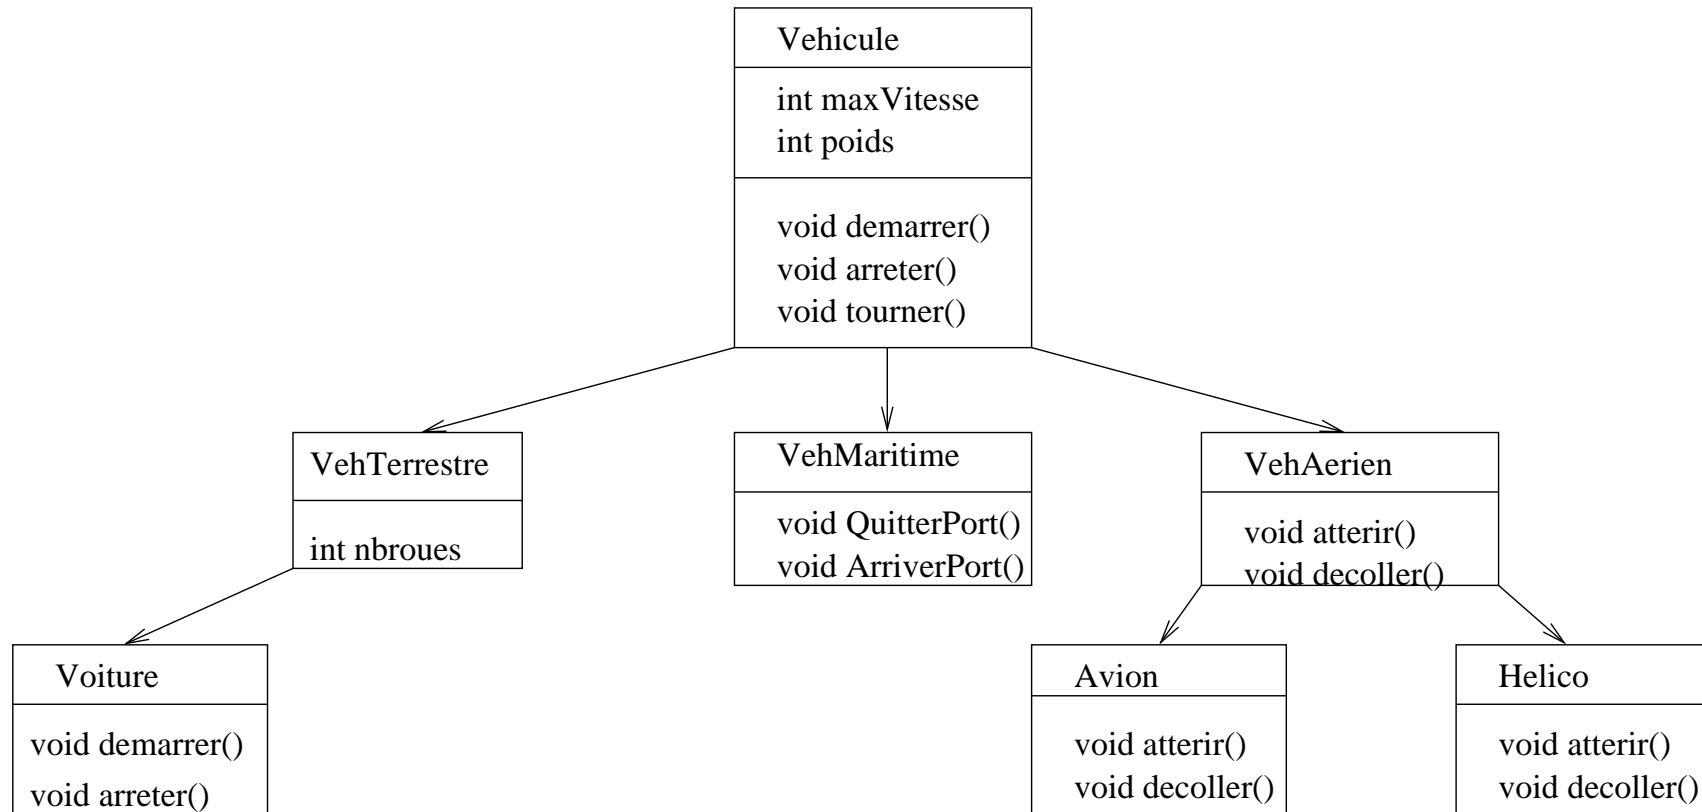 Vehicule
int maxVitesse
int poids
void demarrer()
void arreter()
void tourner()
VehTerrestre
int nbroues
VehMaritime
void QuitterPort()
void ArriverPort()
VehAerien
void atterir()
void decoller()
Voiture
void demarrer()
void arreter()
Avion
void atterir()
void decoller()
Helico
void atterir()
void decoller()